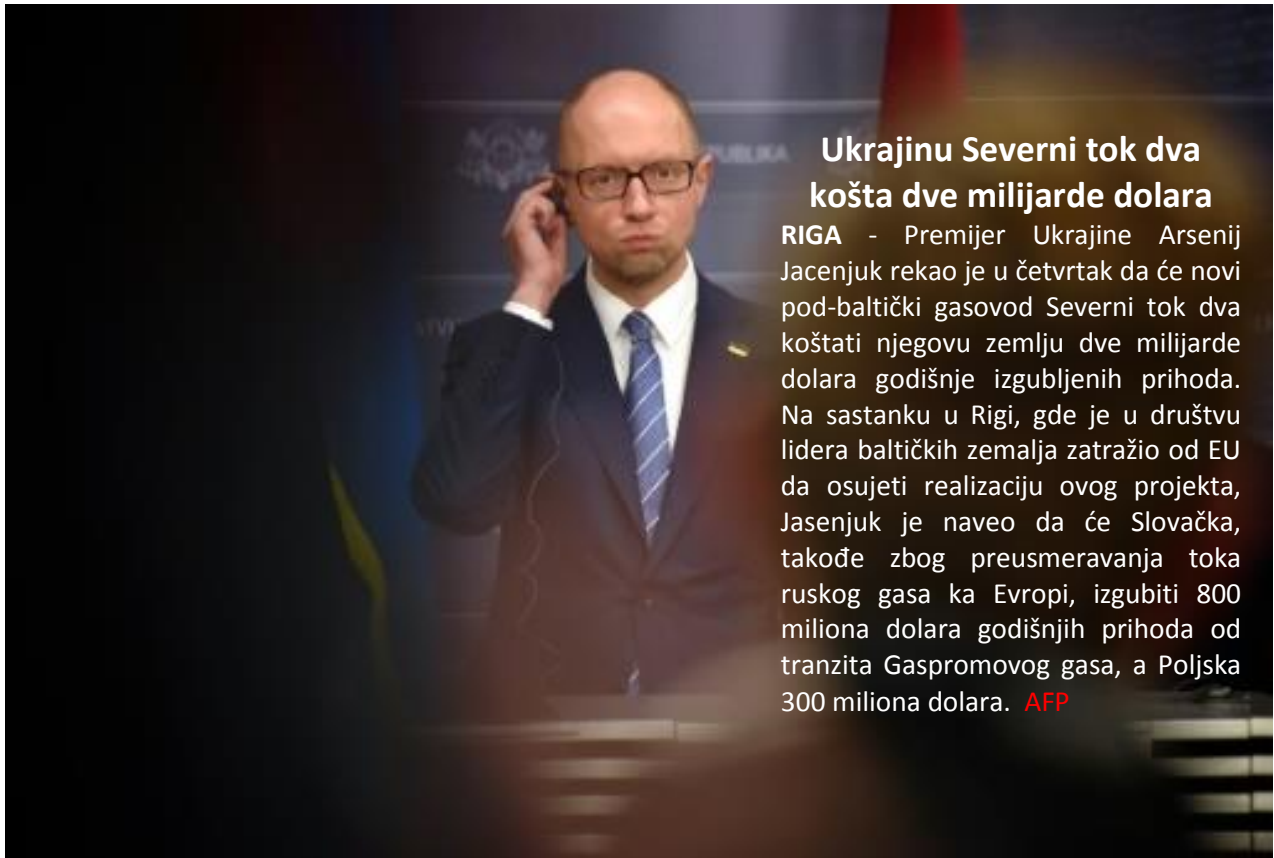 PUBLIKA
Ukrajinu Severni tok dva
košta dve milijarde dolara
RIGA - Premijer Ukrajine Arsenij
Jacenjuk rekao je u četvrtak da će novi
pod-baltički gasovod Severni tok dva
koštati njegovu zemlju dve milijarde
dolara godišnje izgubljenih prihoda.
Na sastanku u Rigi, gde je u društvu
lidera baltičkih zemalja zatražio od EU
da osujeti realizaciju ovog projekta,
Jasenjuk je naveo da će Slovačka,
takođe zbog preusmeravanja toka
ruskog gasa ka Evropi, izgubiti 800
miliona dolara godišnjih prihoda od
tranzita Gaspromovog gasa, a Poljska
300 miliona dolara. AFP